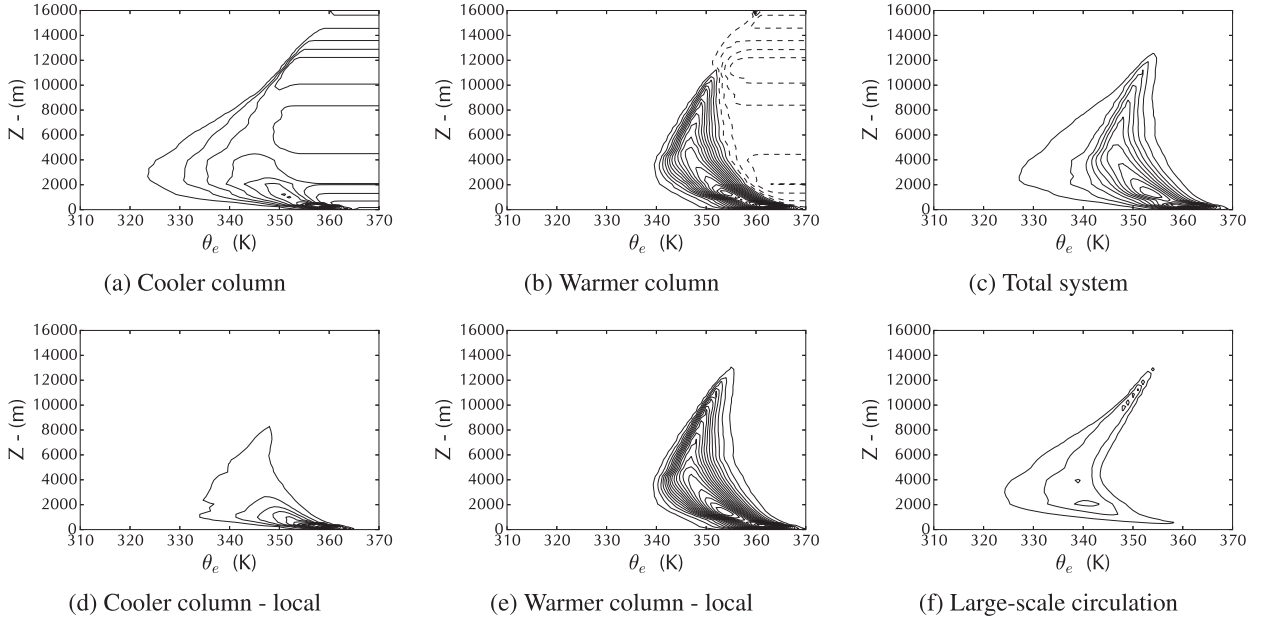 16000
14000
12000
10000
8000
6000
4000
2000
0
Z - (m)
310 320 330 340 350 360 370
θe (K)
(a) Cooler column
16000
14000
12000
10000
8000
6000
4000
2000
0
Z - (m)
310 320 330 340 350 360 370
θe (K)
(b) Warmer column
16000
14000
12000
10000
8000
6000
4000
2000
0
Z - (m)
310 320 330 340 350 360 370
θe (K)
(c) Total system
16000
14000
12000
10000
8000
6000
4000
2000
0
Z - (m)
310 320 330 340 350 360 370
θe (K)
(d) Cooler column - local
16000
14000
12000
10000
8000
6000
4000
2000
0
Z - (m)
310 320 330 340 350 360 370
θe (K)
(e) Warmer column - local
16000
14000
12000
10000
8000
6000
4000
2000
0
Z - (m)
310 320 330 340 350 360 370
θe (K)
(f) Large-scale circulation